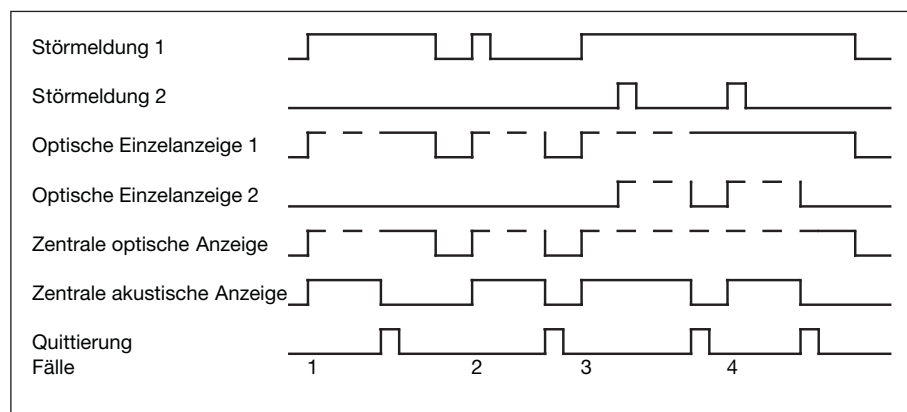 Störmeldung 1
Störmeldung 2
Optische Einzelanzeige 1
Optische Einzelanzeige 2
Zentrale optische Anzeige
Zentrale akustische Anzeige
Quittierung
Fälle 1 2 3 4